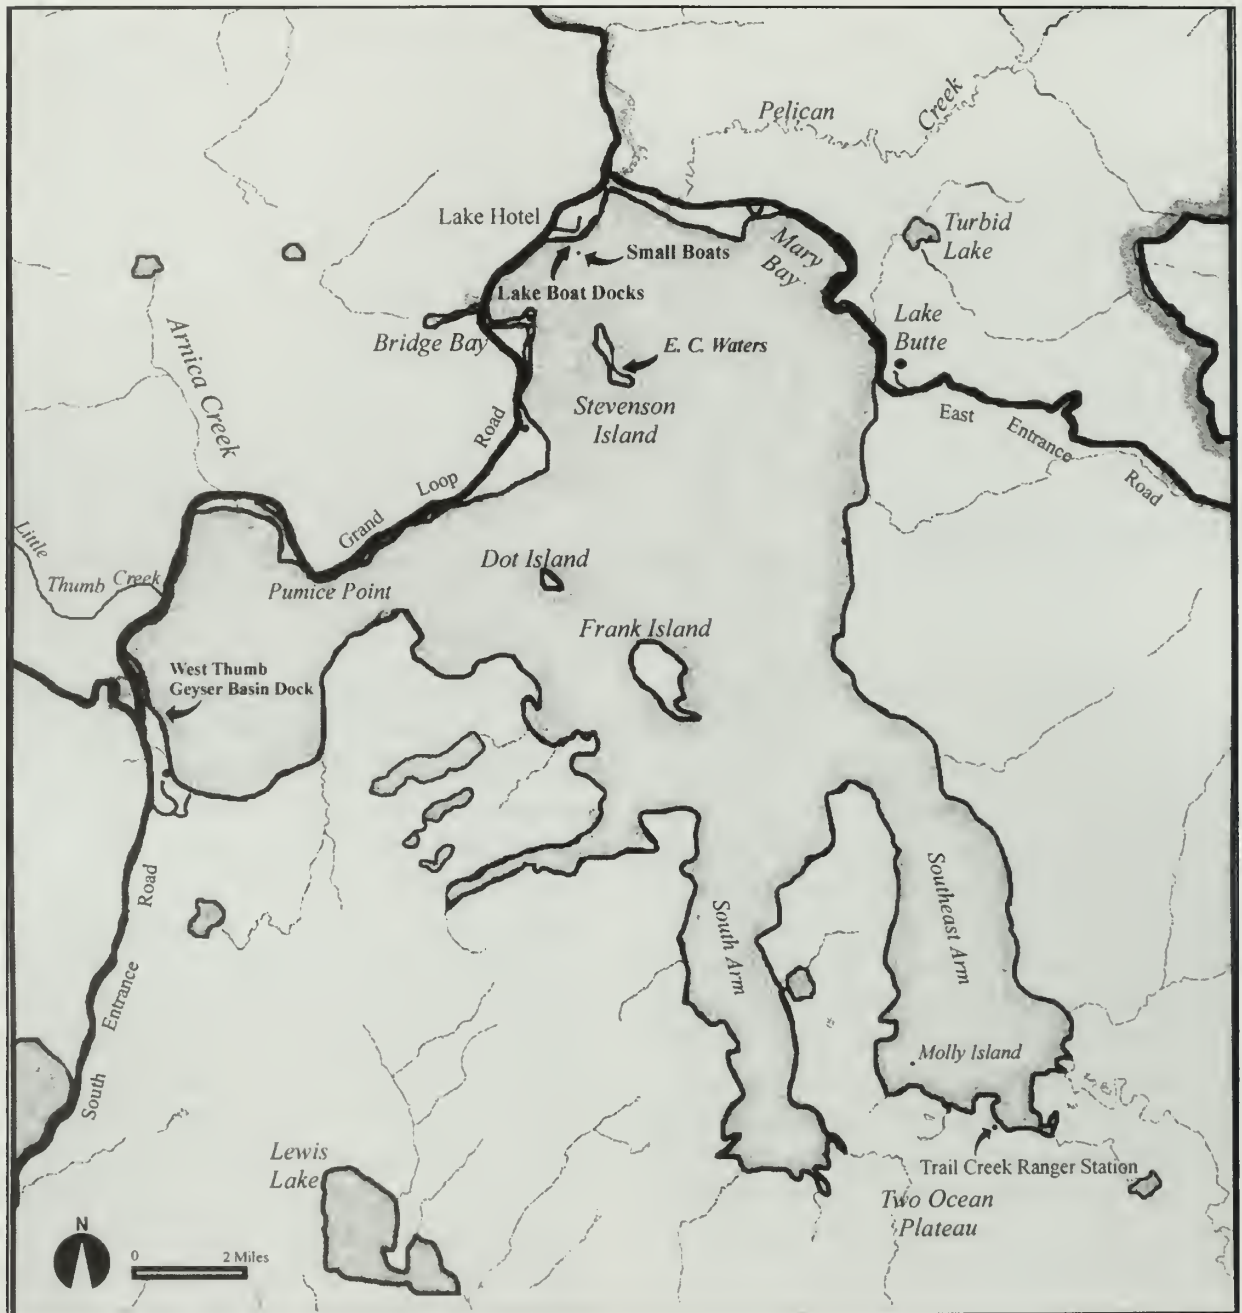 Pelican
Creek
Lake Hotel
Turbid
Lake
Small Boats
Mary
Bay
Lake Boat Docks
Lake
Butte
Bridge Bay
E. C. Waters
Arnica Creek
Stevenson
Island
East Entrance Road
Grand Loop Road
Little
Thumb Creek
Dot Island
Pumice Point
Frank Island
West Thumb
Geyser Basin Dock
South Arm
Southeast Arm
South Entrance Road
Molly Island
Trail Creek Ranger Station
Two Ocean
Plateau
Lewis
Lake
N
0 2 Miles